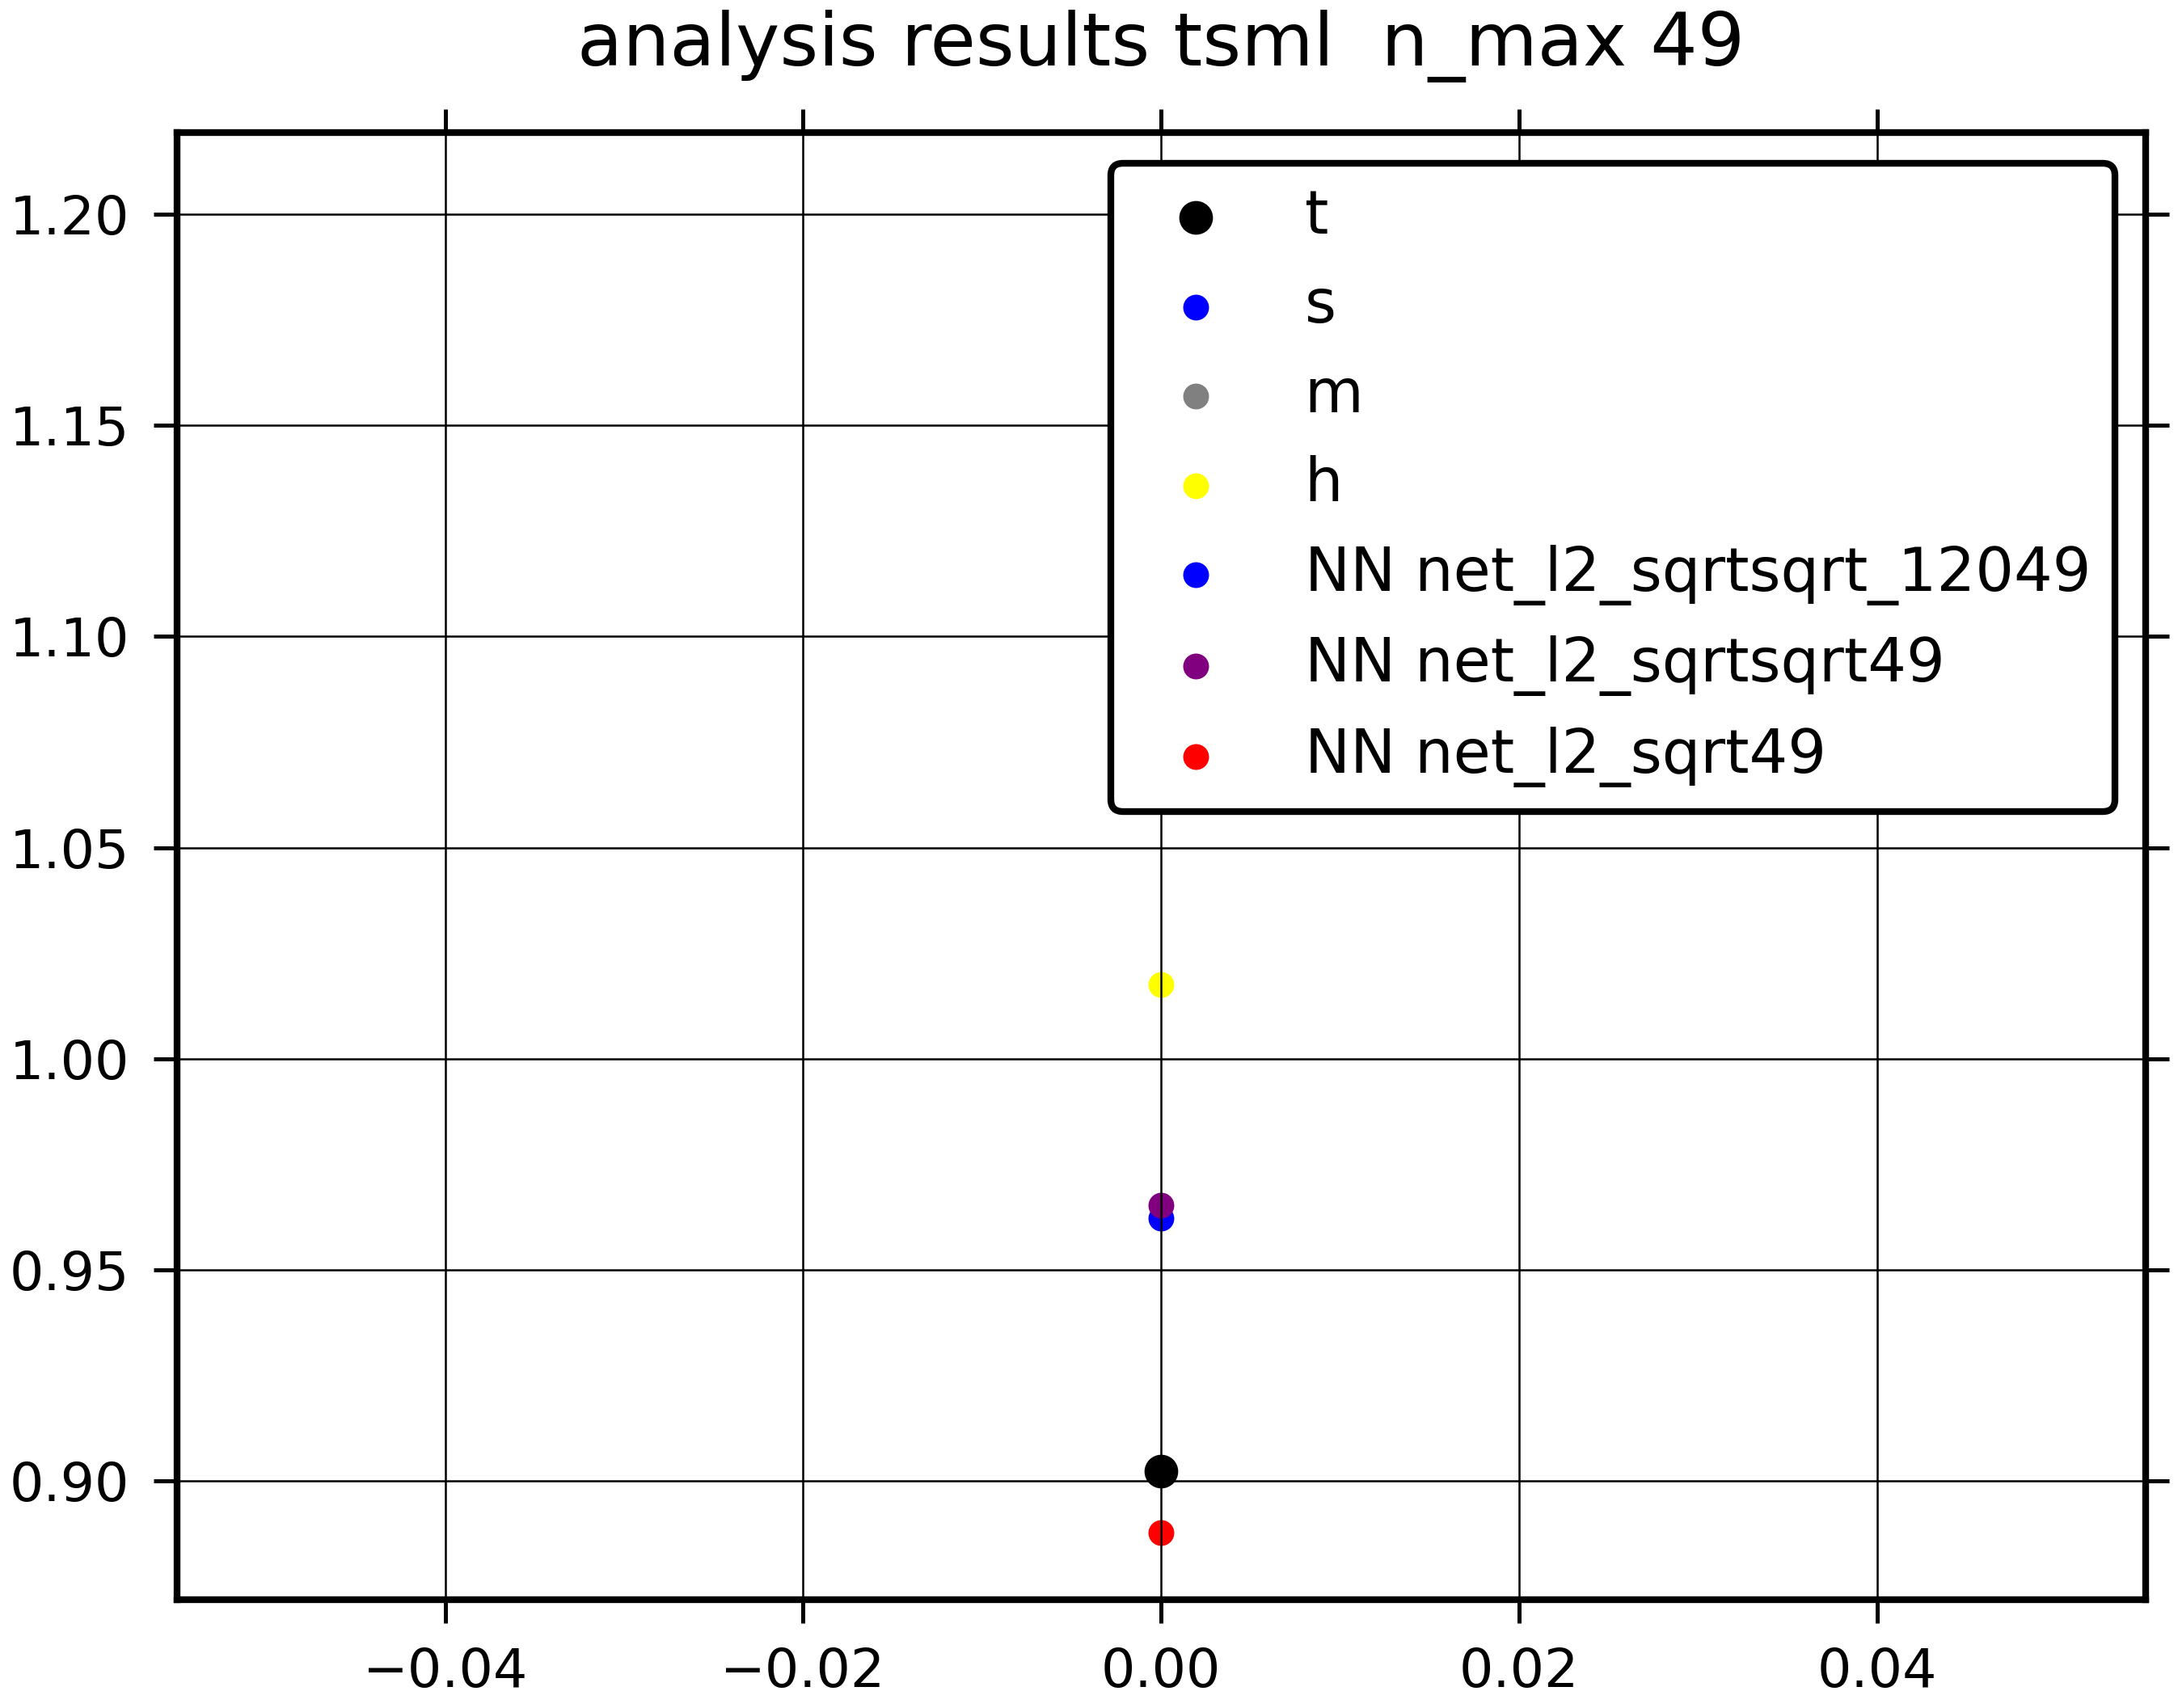 analysis results tsml  n_max 49
1.20
1.15
1.10
1.05
1.00
0.95
0.90
t
s
m
h
NN net_l2_sqrtsqrt_12049
NN net_l2_sqrtsqrt49
NN net_l2_sqrt49
−0.04 −0.02 0.00 0.02 0.04